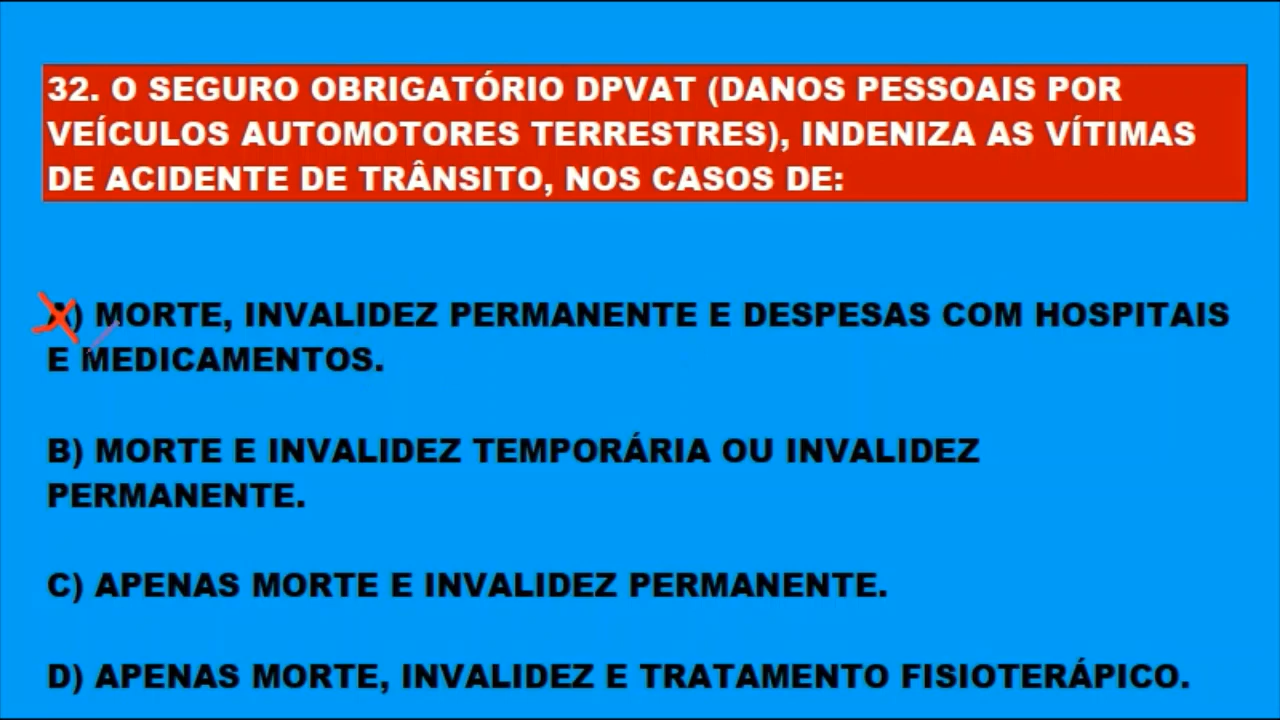 32. O SEGURO OBRIGATÓRIO DPVAT (DANOS PESSOAIS POR
VEÍCULOS AUTOMOTORES TERRESTRES), INDENIZA AS VÍTIMAS
DE ACIDENTE DE TRÂNSITO, NOS CASOS DE:
A) MORTE, INVALIDEZ PERMANENTE E DESPESAS COM HOSPITAIS
E MEDICAMENTOS.
B) MORTE E INVALIDEZ TEMPORÁRIA OU INVALIDEZ
PERMANENTE.
C) APENAS MORTE E INVALIDEZ PERMANENTE.
D) APENAS MORTE, INVALIDEZ E TRATAMENTO FISIOTERÁPICO.